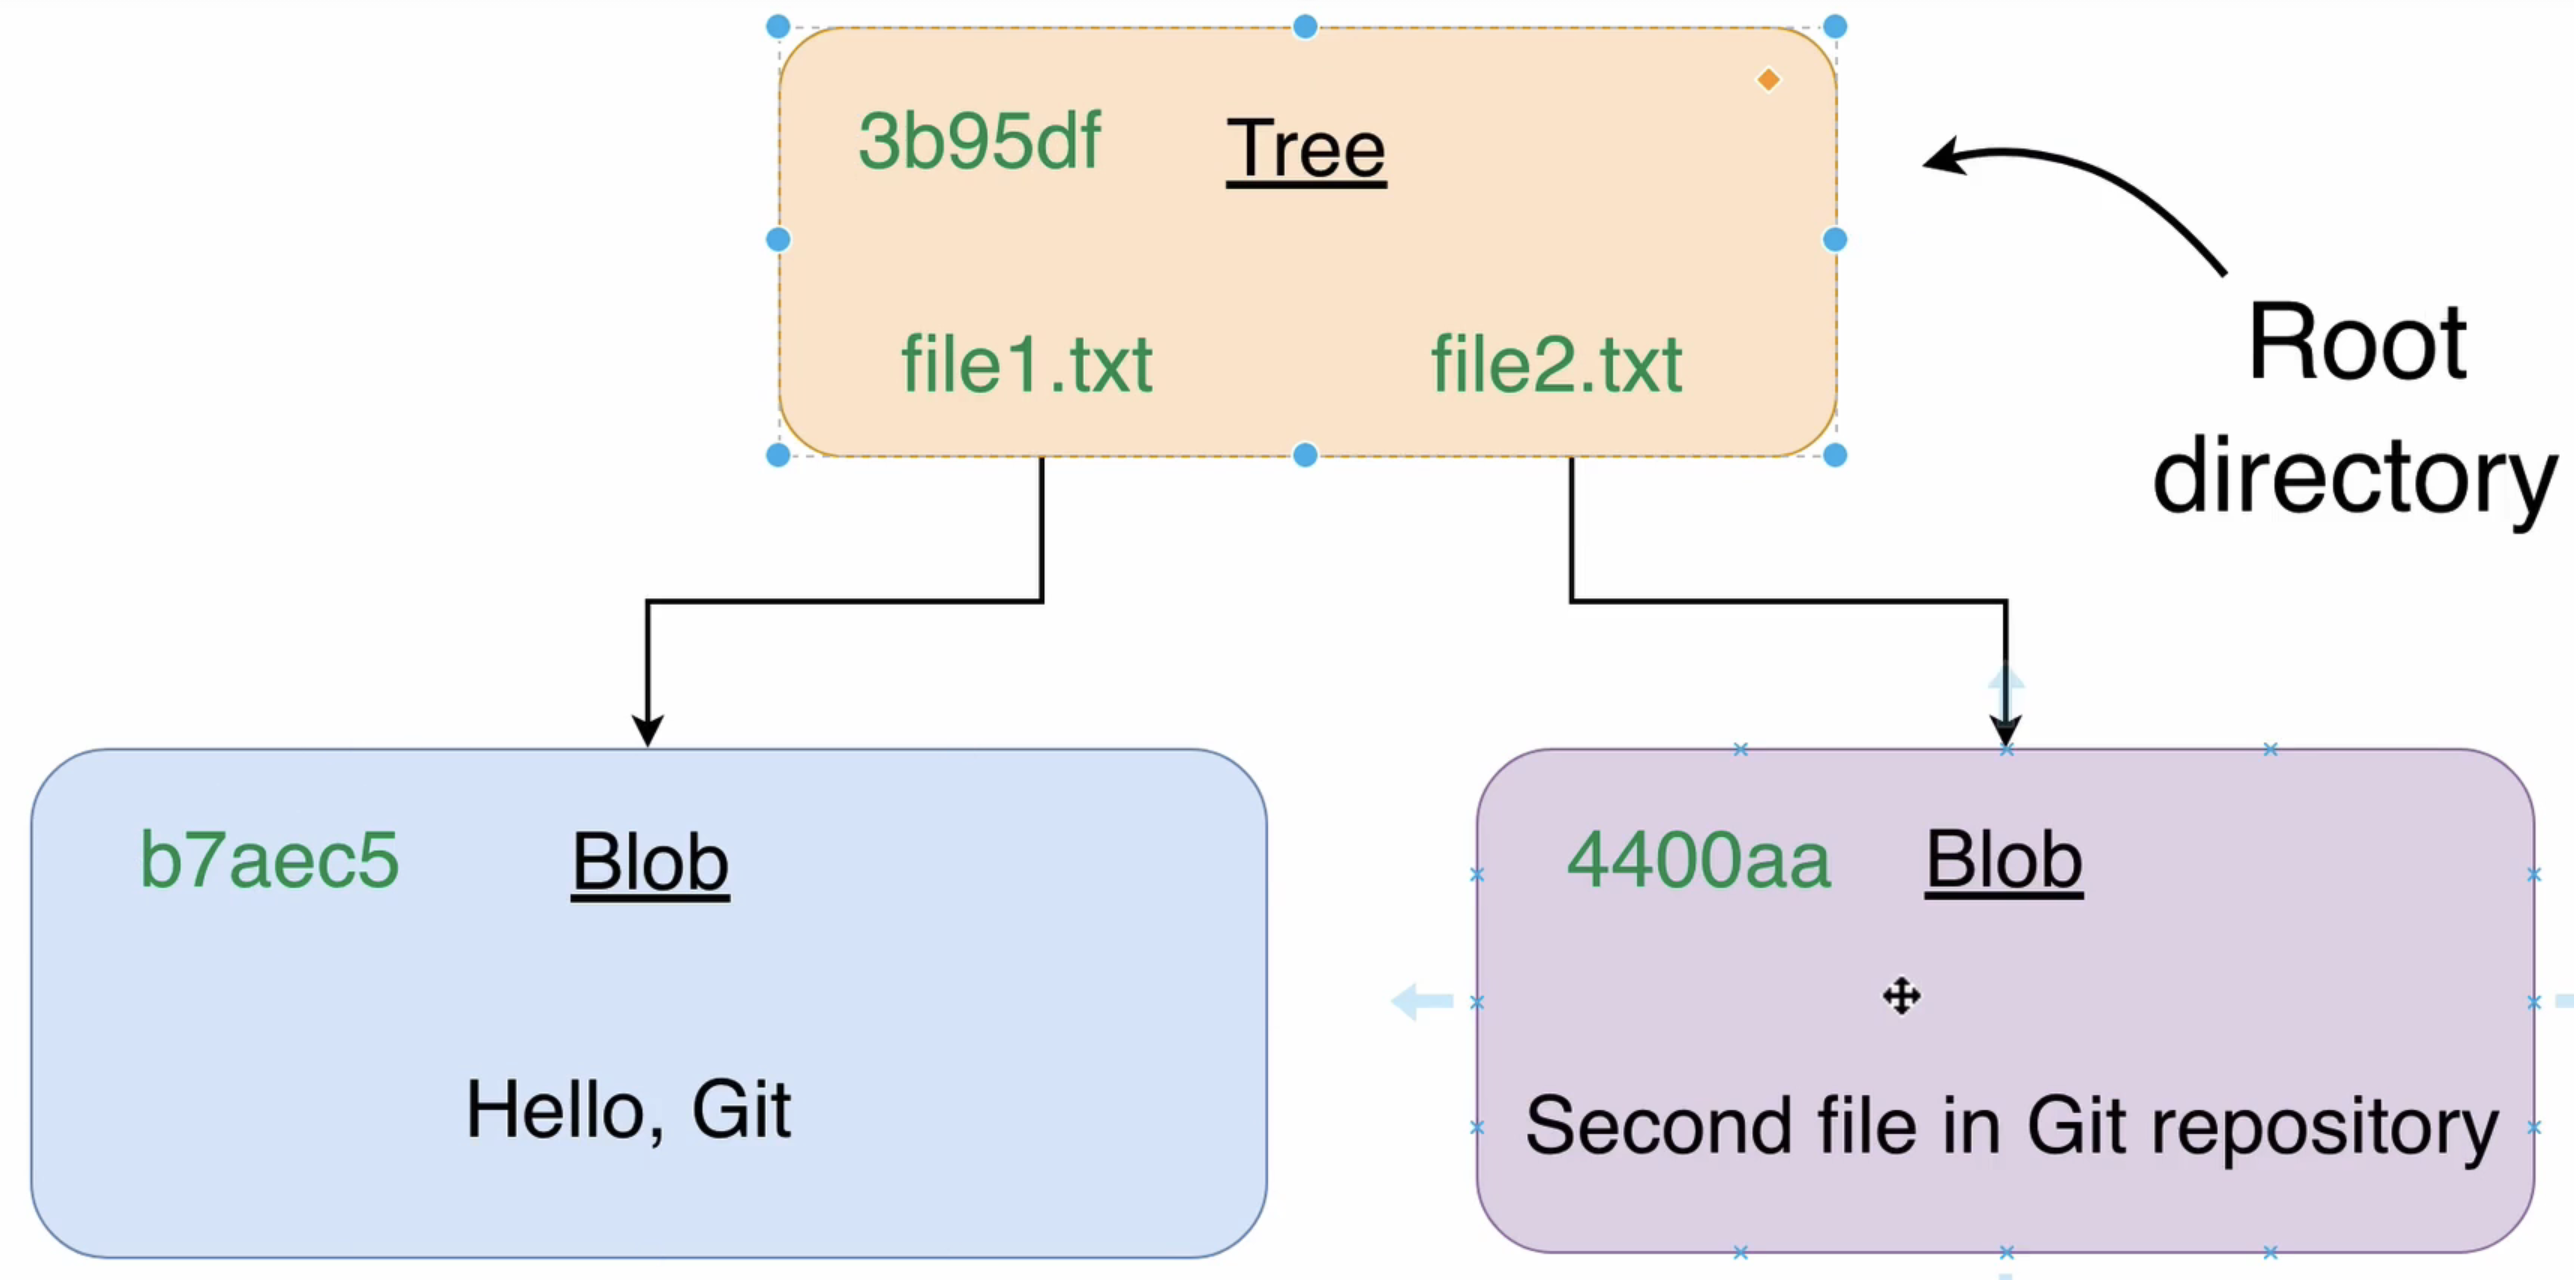 3b95df Tree
file1.txt file2.txt
Root
directory
b7aec5 Blob
Hello, Git
4400aa Blob
Second file in Git repository